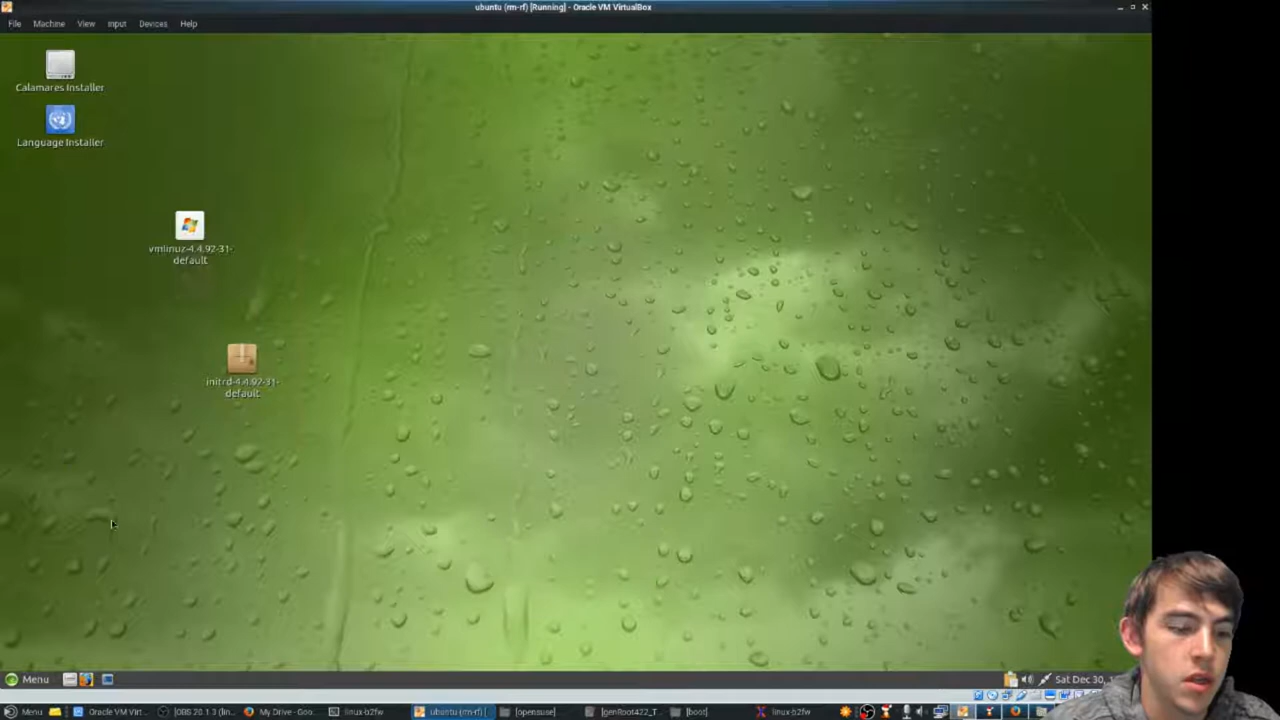 ubuntu (rm-rf) [Running] - Oracle VM VirtualBox
File Machine View Input Devices Help
Calamares Installer
Language Installer
vmlinuz-4.4.92-31-
default
initrd-4.4.92-31-
default
Menu
Sat Dec 30, 1
Menu Oracle VM Virt [OBS 20.1.3 (lin... My Drive - Goo... linux-b2fw ubuntu (rm-rf) [ [opensuse] [genRoot422_T... [boot] linux-b2fw